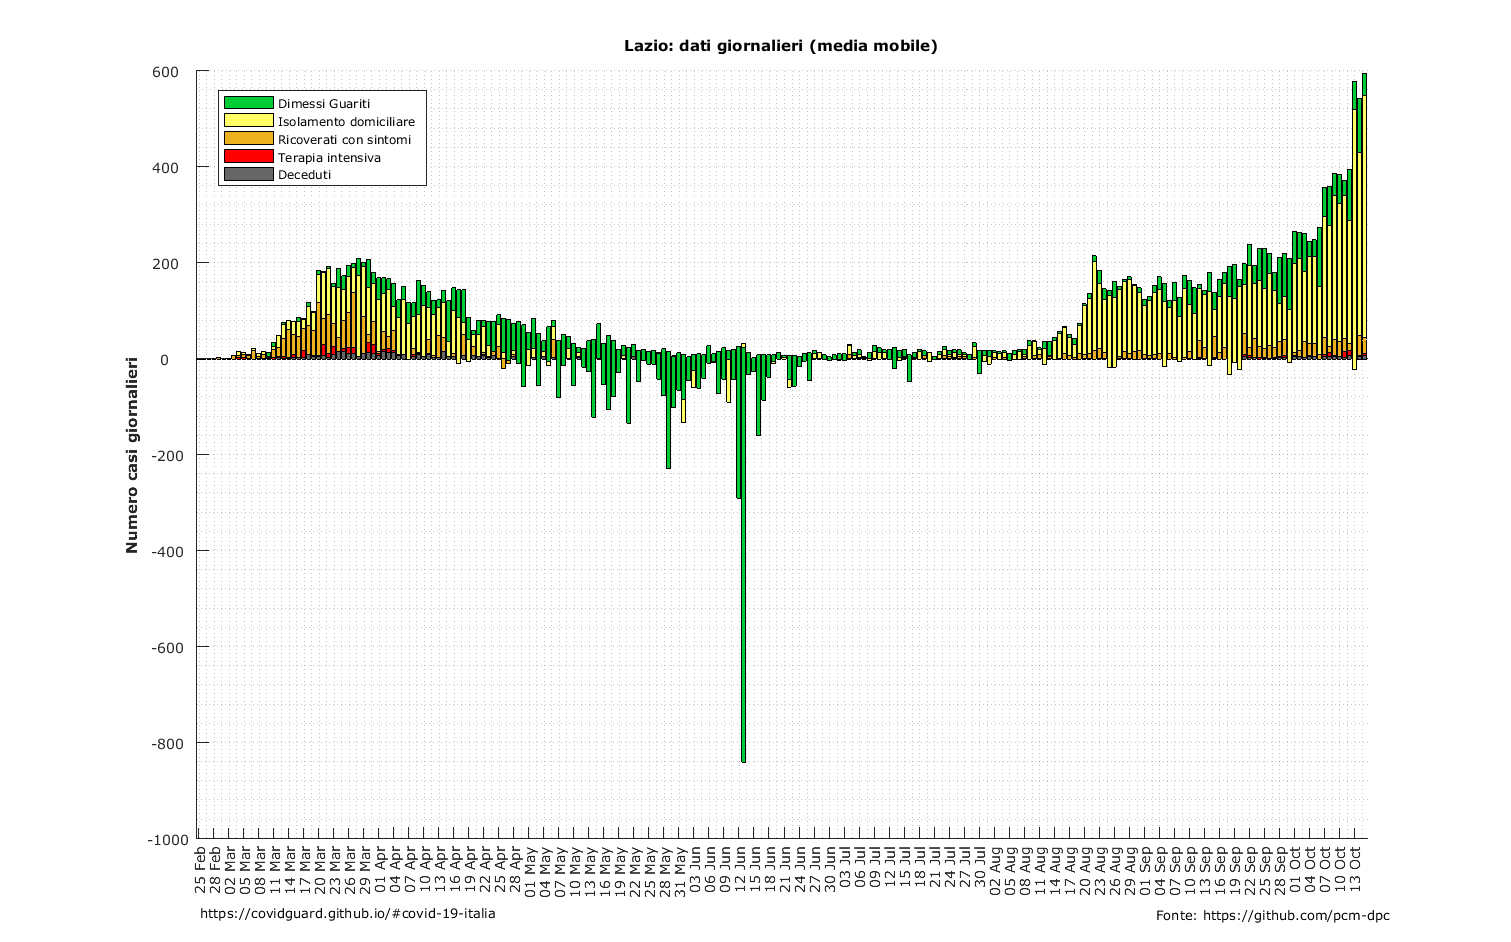 Lazio: dati giornalieri (media mobile)
600
400
200
0
-200
-400
-600
-800
-1000
Numero casi giornalieri
Dimessi Guariti
Isolamento domiciliare
Ricoverati con sintomi
Terapia intensiva
Deceduti
25 Feb
28 Feb
02 Mar
05 Mar
08 Mar
11 Mar
14 Mar
17 Mar
20 Mar
23 Mar
26 Mar
29 Mar
01 Apr
04 Apr
07 Apr
10 Apr
13 Apr
16 Apr
19 Apr
22 Apr
25 Apr
28 Apr
01 May
04 May
07 May
10 May
13 May
16 May
19 May
22 May
25 May
28 May
31 May
03 Jun
06 Jun
09 Jun
12 Jun
15 Jun
18 Jun
21 Jun
24 Jun
27 Jun
30 Jun
03 Jul
06 Jul
09 Jul
12 Jul
15 Jul
18 Jul
21 Jul
24 Jul
27 Jul
30 Jul
02 Aug
05 Aug
08 Aug
11 Aug
14 Aug
17 Aug
20 Aug
23 Aug
26 Aug
29 Aug
01 Sep
04 Sep
07 Sep
10 Sep
13 Sep
16 Sep
19 Sep
22 Sep
25 Sep
28 Sep
01 Oct
04 Oct
07 Oct
10 Oct
13 Oct
https://covidguard.github.io/#covid-19-italia
Fonte: https://github.com/pcm-dpc